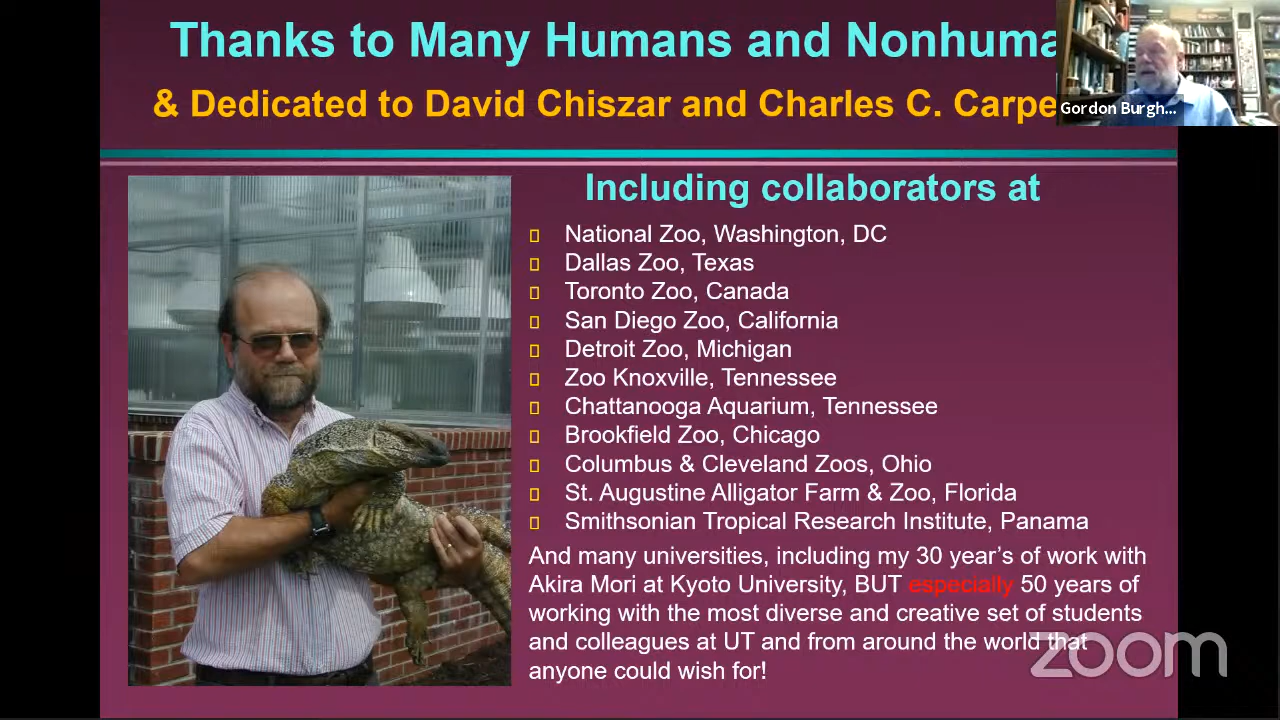 Thanks to Many Humans and Nonhuma
& Dedicated to David Chiszar and Charles C. Carpe
Gordon Burgh...
Including collaborators at
National Zoo, Washington, DC
Dallas Zoo, Texas
Toronto Zoo, Canada
San Diego Zoo, California
Detroit Zoo, Michigan
Zoo Knoxville, Tennessee
Chattanooga Aquarium, Tennessee
Brookfield Zoo, Chicago
Columbus & Cleveland Zoos, Ohio
St. Augustine Alligator Farm & Zoo, Florida
Smithsonian Tropical Research Institute, Panama
And many universities, including my 30 year's of work with
Akira Mori at Kyoto University, BUT especially 50 years of
working with the most diverse and creative set of students
and colleagues at UT and from around the world that
anyone could wish for!
zoom